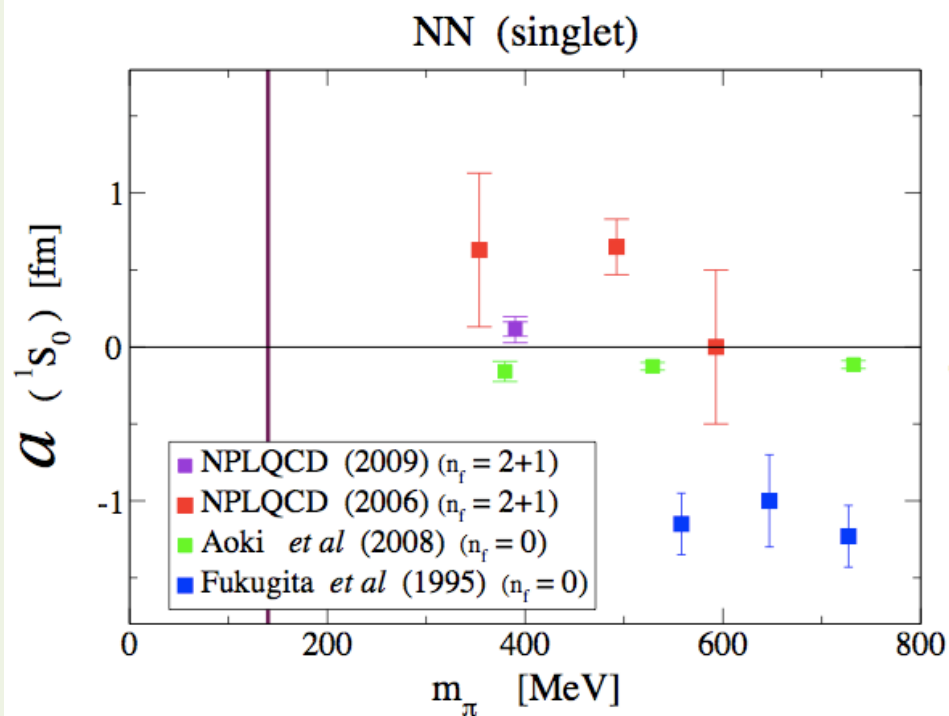 NN (singlet)
a (¹S₀) [fm]
1
0
-1
NPLQCD (2009) (n_f = 2+1)
NPLQCD (2006) (n_f = 2+1)
Aoki et al (2008) (n_f = 0)
Fukugita et al (1995) (n_f = 0)
0 200 400 600 800
m_π [MeV]